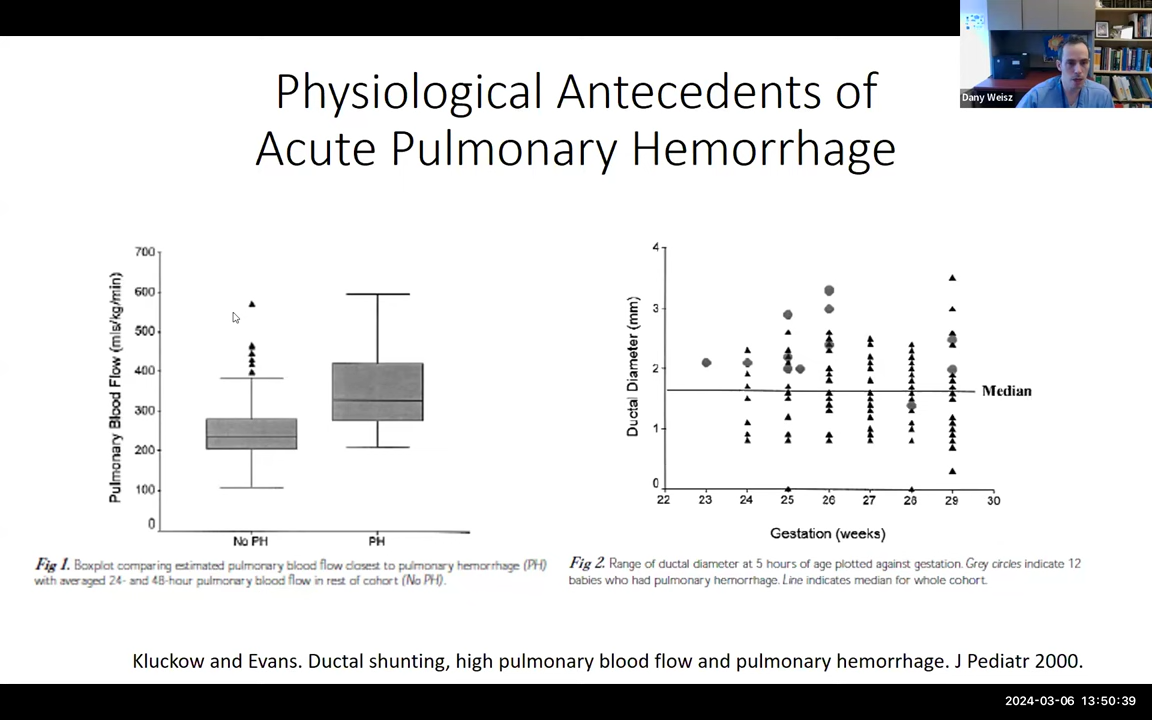 Dany Weisz
Physiological Antecedents of
Acute Pulmonary Hemorrhage
Pulmonary Blood Flow (mls/kg/min)
700
600
500
400
300
200
100
0
No PH
PH
Fig 1. Boxplot comparing estimated pulmonary blood flow closest to pulmonary hemorrhage (PH)
with averaged 24- and 48-hour pulmonary blood flow in rest of cohort (No PH).
Ductal Diameter (mm)
4
3
2
1
0
Median
22 23 24 25 26 27 28 29 30
Gestation (weeks)
Fig 2. Range of ductal diameter at 5 hours of age plotted against gestation. Grey circles indicate 12
babies who had pulmonary hemorrhage. Line indicates median for whole cohort.
Kluckow and Evans. Ductal shunting, high pulmonary blood flow and pulmonary hemorrhage. J Pediatr 2000.
2024-03-06 13:50:39